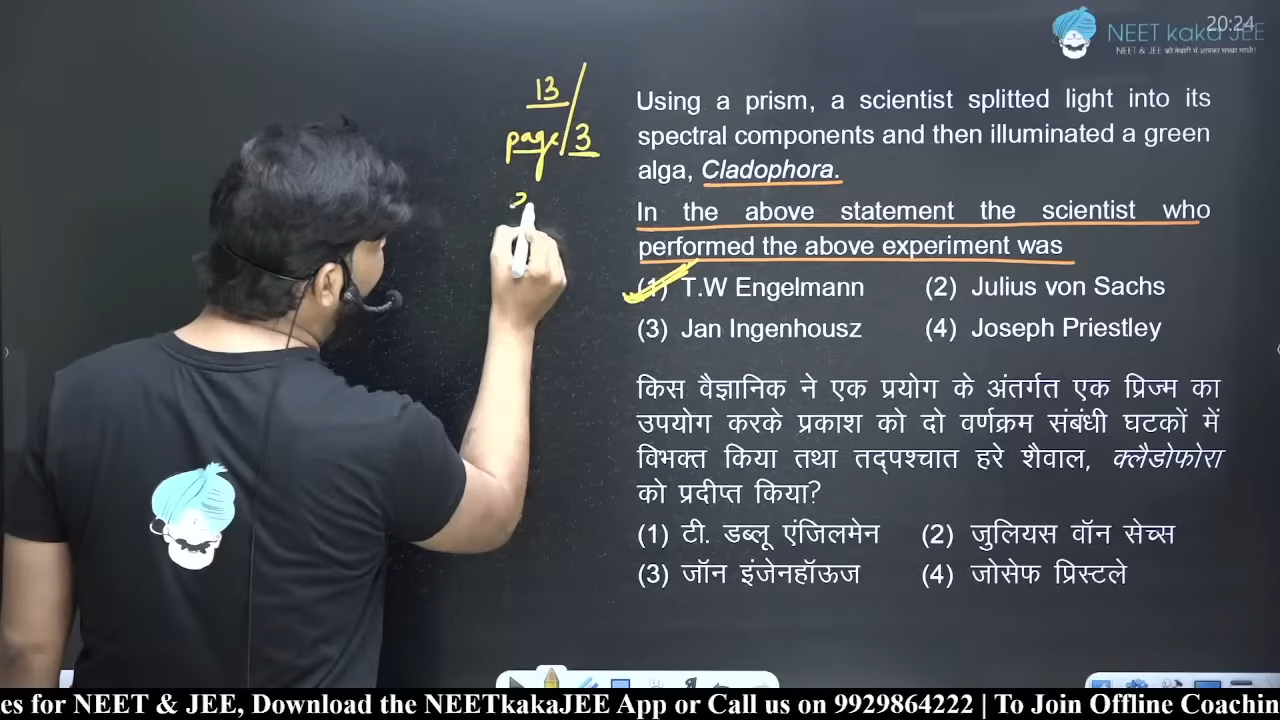 NEET kaka JEE
20:24
NEET & JEE की तैयारी में आपका सच्चा साथी!
13
page/3
Using a prism, a scientist splitted light into its
spectral components and then illuminated a green
alga, Cladophora.
In the above statement the scientist who
performed the above experiment was
(1) T.W Engelmann (2) Julius von Sachs
(3) Jan Ingenhousz (4) Joseph Priestley
किस वैज्ञानिक ने एक प्रयोग के अंतर्गत एक प्रिज्म का
उपयोग करके प्रकाश को दो वर्णक्रम संबंधी घटकों में
विभक्त किया तथा तद्पश्चात हरे शैवाल, क्लैडोफोरा
को प्रदीप्त किया?
(1) टी. डब्लू एंजिलमेन (2) जुलियस वॉन सेच्स
(3) जॉन इंजेनहॉऊज (4) जोसेफ प्रिस्टले
es for NEET & JEE, Download the NEETkakaJEE App or Call us on 9929864222 | To Join Offline Coachin